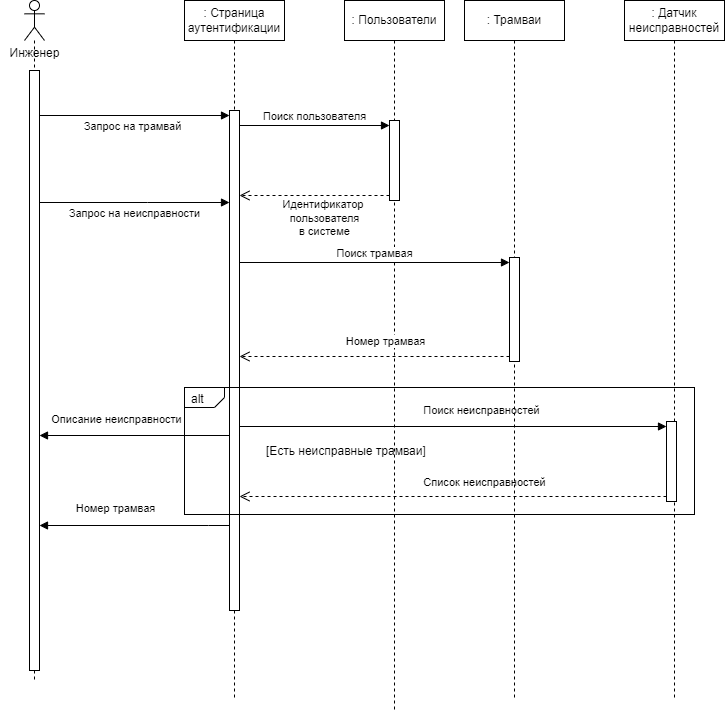 : Страница
аутентификации
: Пользователи
: Трамваи
: Датчик
неисправностей
Инженер
Запрос на трамвай
Поиск пользователя
Запрос на неисправности
Идентификатор
пользователя
в системе
Поиск трамвая
Номер трамвая
alt
Описание неисправности
Поиск неисправностей
[Есть неисправные трамваи]
Список неисправностей
Номер трамвая